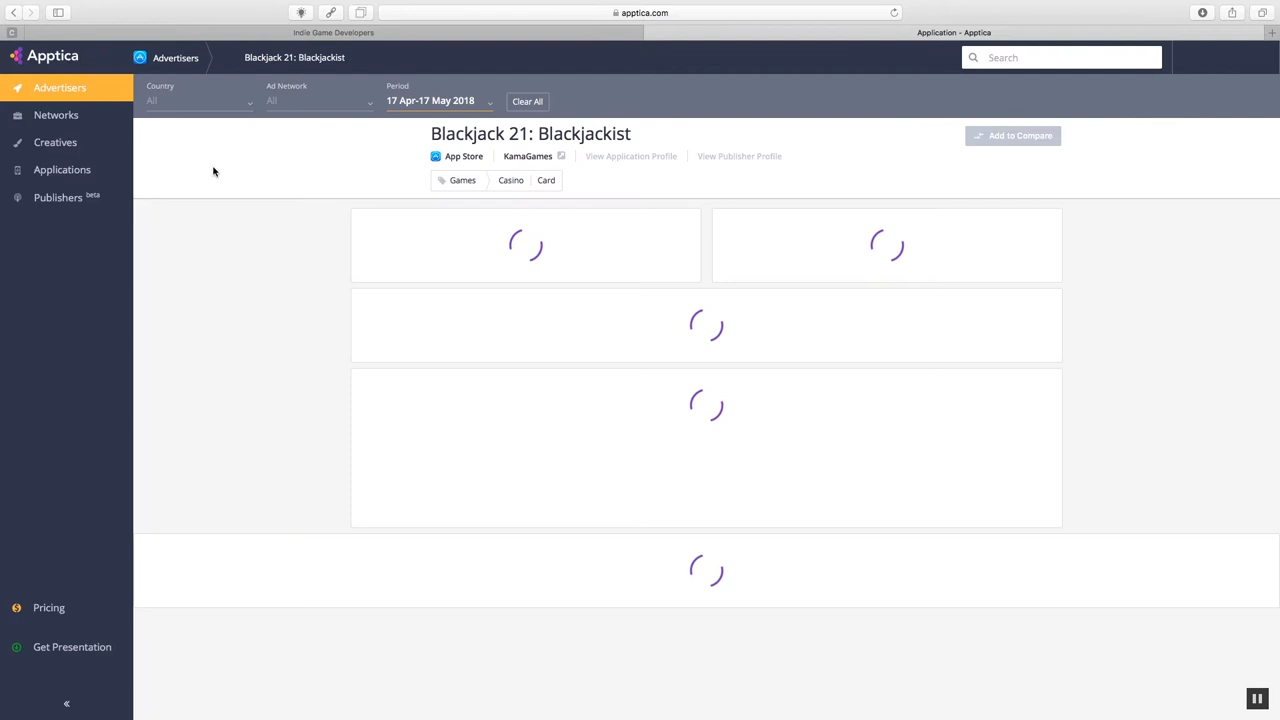 apptica.com
C
Indie Game Developers
Application - Apptica
Apptica
Advertisers
Blackjack 21: Blackjackist
Search
Advertisers
Networks
Creatives
Applications
Publishers beta
Pricing
Get Presentation
«
Country
All
Ad Network
All
Period
17 Apr-17 May 2018
Clear All
Blackjack 21: Blackjackist
Add to Compare
App Store
KamaGames
View Application Profile
View Publisher Profile
Games
Casino
Card